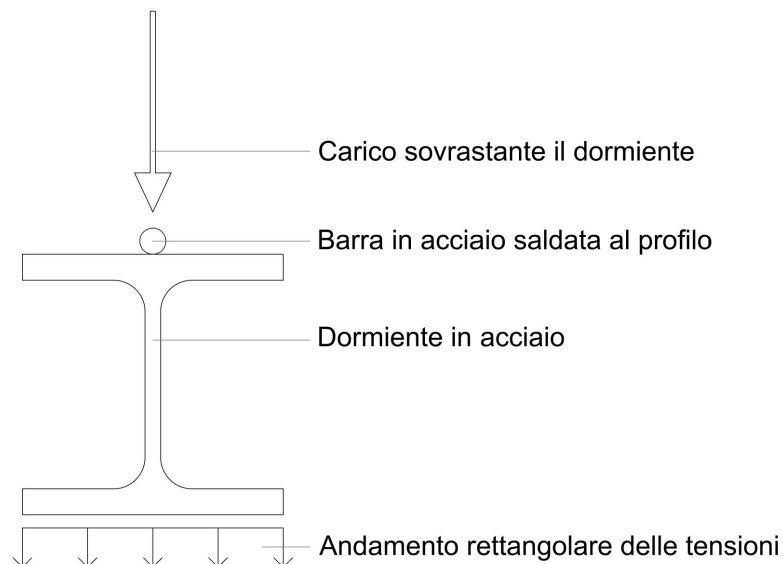 Carico sovrastante il dormiente
Barra in acciaio saldata al profilo
Dormiente in acciaio
Andamento rettangolare delle tensioni